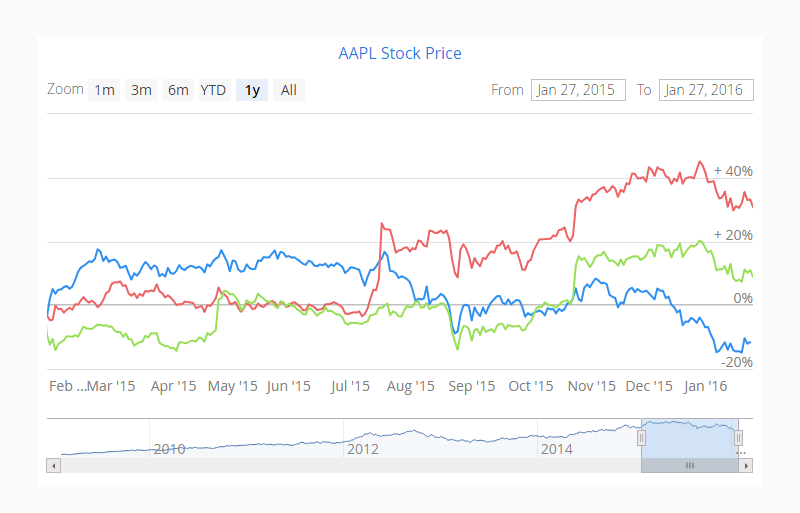 AAPL Stock Price
Zoom 1m 3m 6m YTD 1y All From Jan 27, 2015 To Jan 27, 2016
+ 40%
+ 20%
0%
-20%
Feb ... Mar '15 Apr '15 May '15 Jun '15 Jul '15 Aug '15 Sep '15 Oct '15 Nov '15 Dec '15 Jan '16
2010 2012 2014 ...